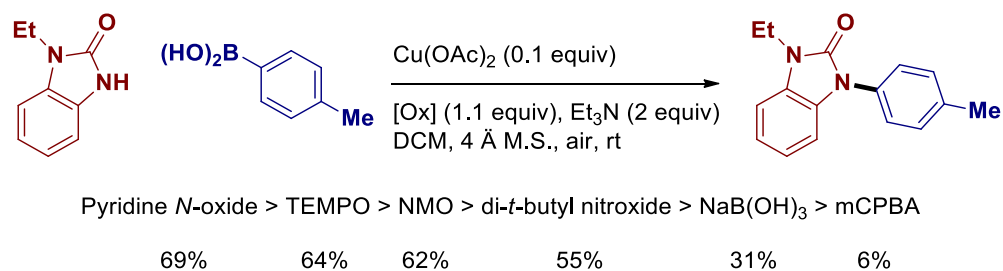 Et
N
O
NH
(HO)₂B
Me
Cu(OAc)₂ (0.1 equiv)
[Ox] (1.1 equiv), Et₃N (2 equiv)
DCM, 4 Ä M.S., air, rt
Et
N
O
N
Me
Pyridine N-oxide > TEMPO > NMO > di-t-butyl nitroxide > NaB(OH)₃ > mCPBA
69% 64% 62% 55% 31% 6%